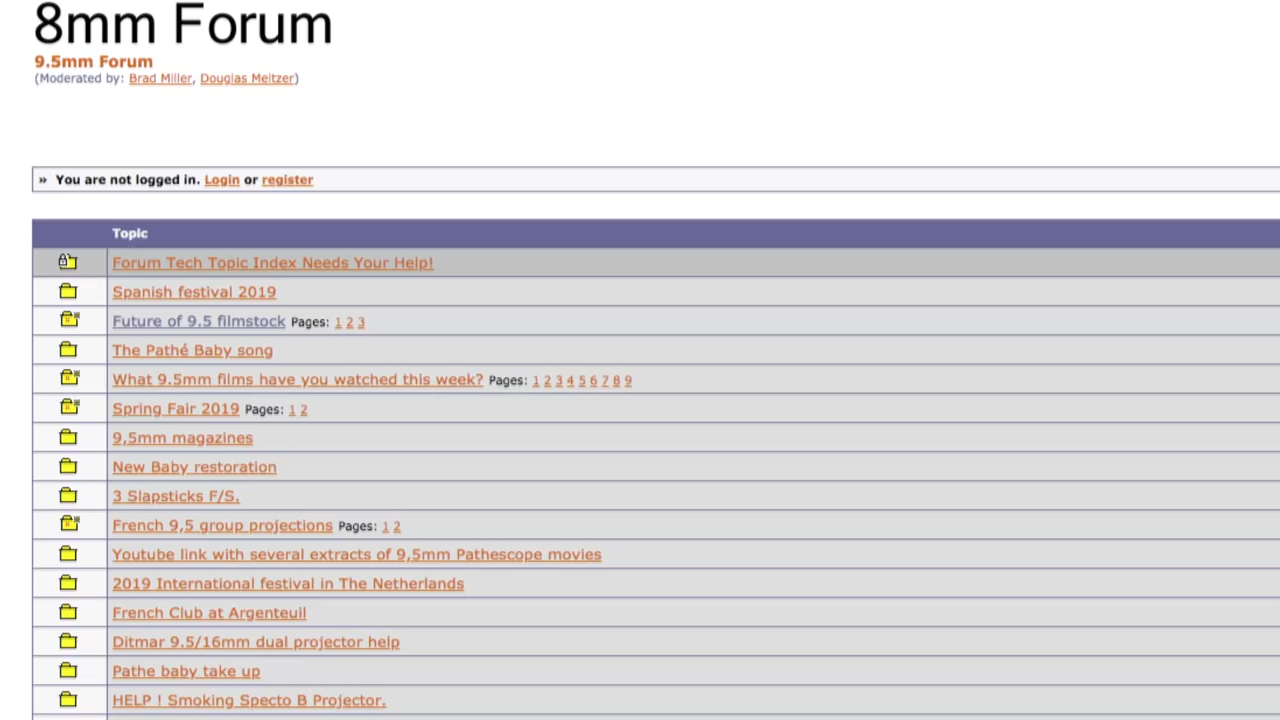 8mm Forum
9.5mm Forum
(Moderated by: Brad Miller, Douglas Meltzer)
» You are not logged in. Login or register
Topic
Forum Tech Topic Index Needs Your Help!
Spanish festival 2019
Future of 9.5 filmstock Pages: 1 2 3
The Pathé Baby song
What 9.5mm films have you watched this week? Pages: 1 2 3 4 5 6 7 8 9
Spring Fair 2019 Pages: 1 2
9,5mm magazines
New Baby restoration
3 Slapsticks F/S.
French 9,5 group projections Pages: 1 2
Youtube link with several extracts of 9,5mm Pathescope movies
2019 International festival in The Netherlands
French Club at Argenteuil
Ditmar 9.5/16mm dual projector help
Pathe baby take up
HELP ! Smoking Specto B Projector.